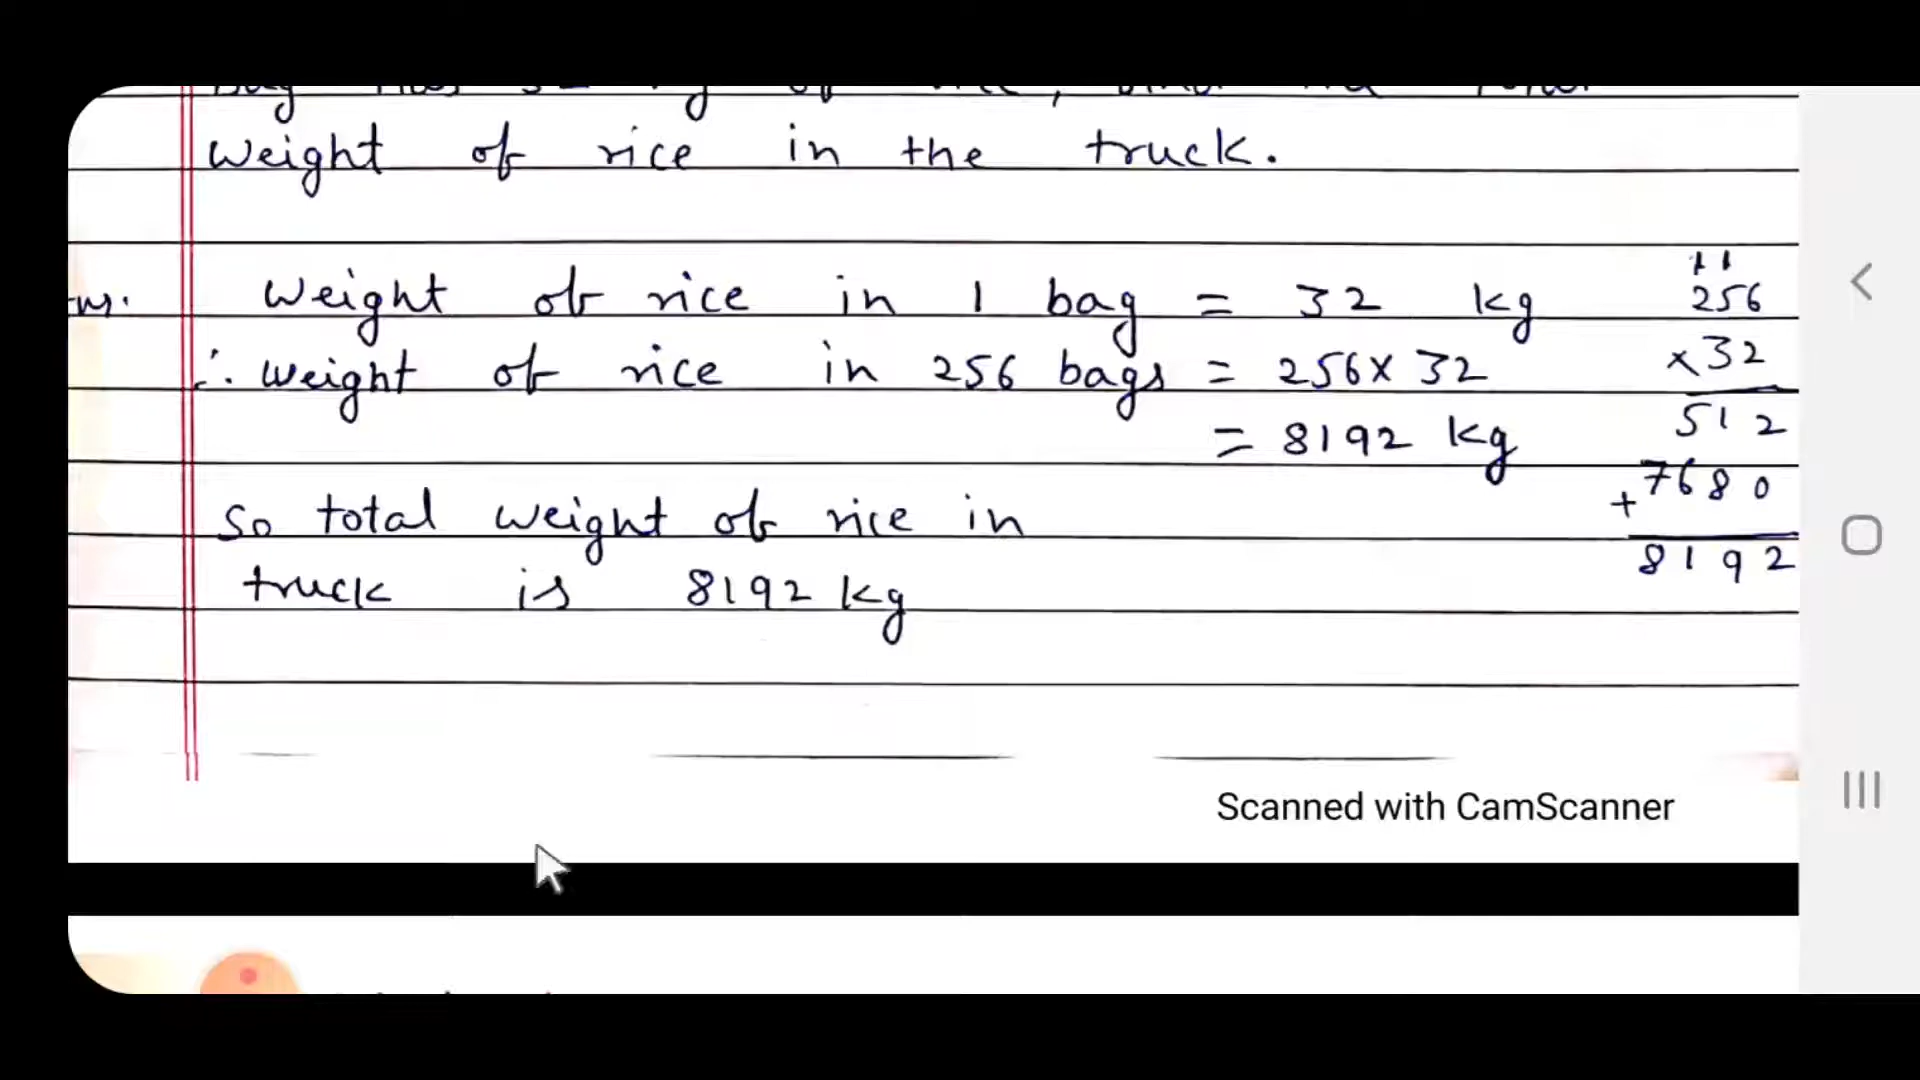 weight of rice in the truck.
weight of rice in 1 bag = 32 kg
∴ weight of rice in 256 bags = 256 × 32
= 8192 kg
so total weight of rice in
truck is 8192 kg
11
256
×32
512
+7680
8192
Scanned with CamScanner